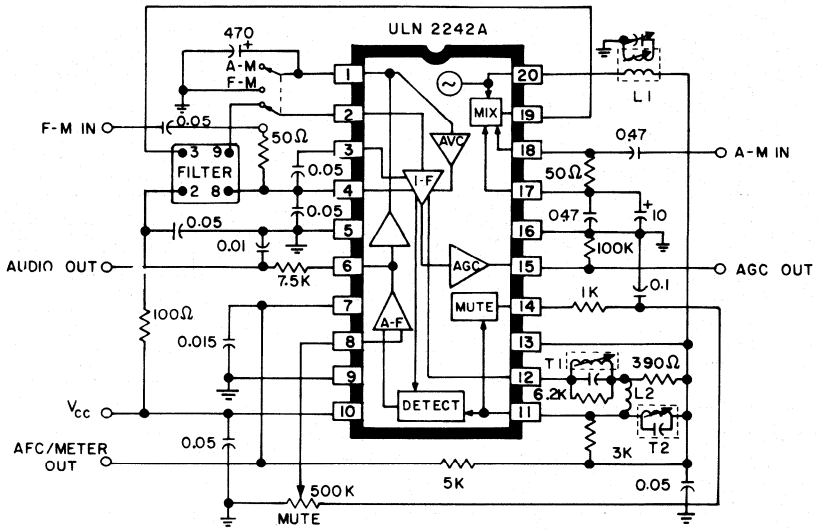 ULN 2242A
470
+
A-M
F-M
F-M IN
0.05
50Ω
3 9
FILTER
2 8
0.05
0.05
0.05
0.01
AUDIO OUT
7.5K
100Ω
0.015
VCC
0.05
AFC/METER
OUT
5K
500K
MUTE
1
2
3
4
5
6
7
8
9
10
20
19
18
17
16
15
14
13
12
11
MIX
AVC
I-F
AGC
MUTE
A-F
DETECT
L1
0.47
A-M IN
50Ω
0.47
+
10
100K
AGC OUT
0.1
1K
T1
390Ω
6.2K
L2
T2
3K
0.05